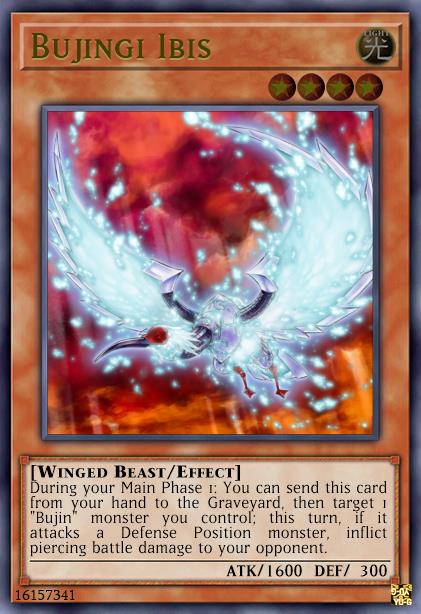 Bujingi Ibis
LIGHT
光
[Winged Beast/Effect]
During your Main Phase 1: You can send this card
from your hand to the Graveyard, then target 1
"Bujin" monster you control; this turn, if it
attacks a Defense Position monster, inflict
piercing battle damage to your opponent.
ATK/1600 DEF/ 300
16157341